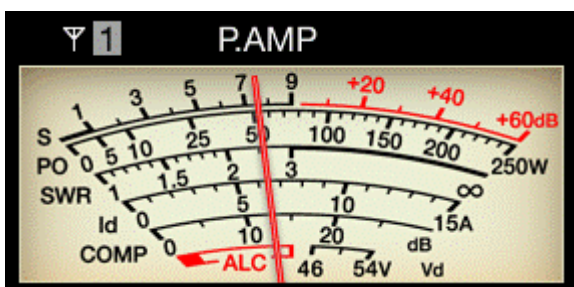 1 P.AMP
S 1 3 5 7 9 +20 +40 +60dB
PO 0 5 10 25 50 100 150 200 250W
SWR 1 1.5 2 3 ∞
Id 0 5 10 15A
COMP 0 10 20 dB
ALC 46 54V Vd